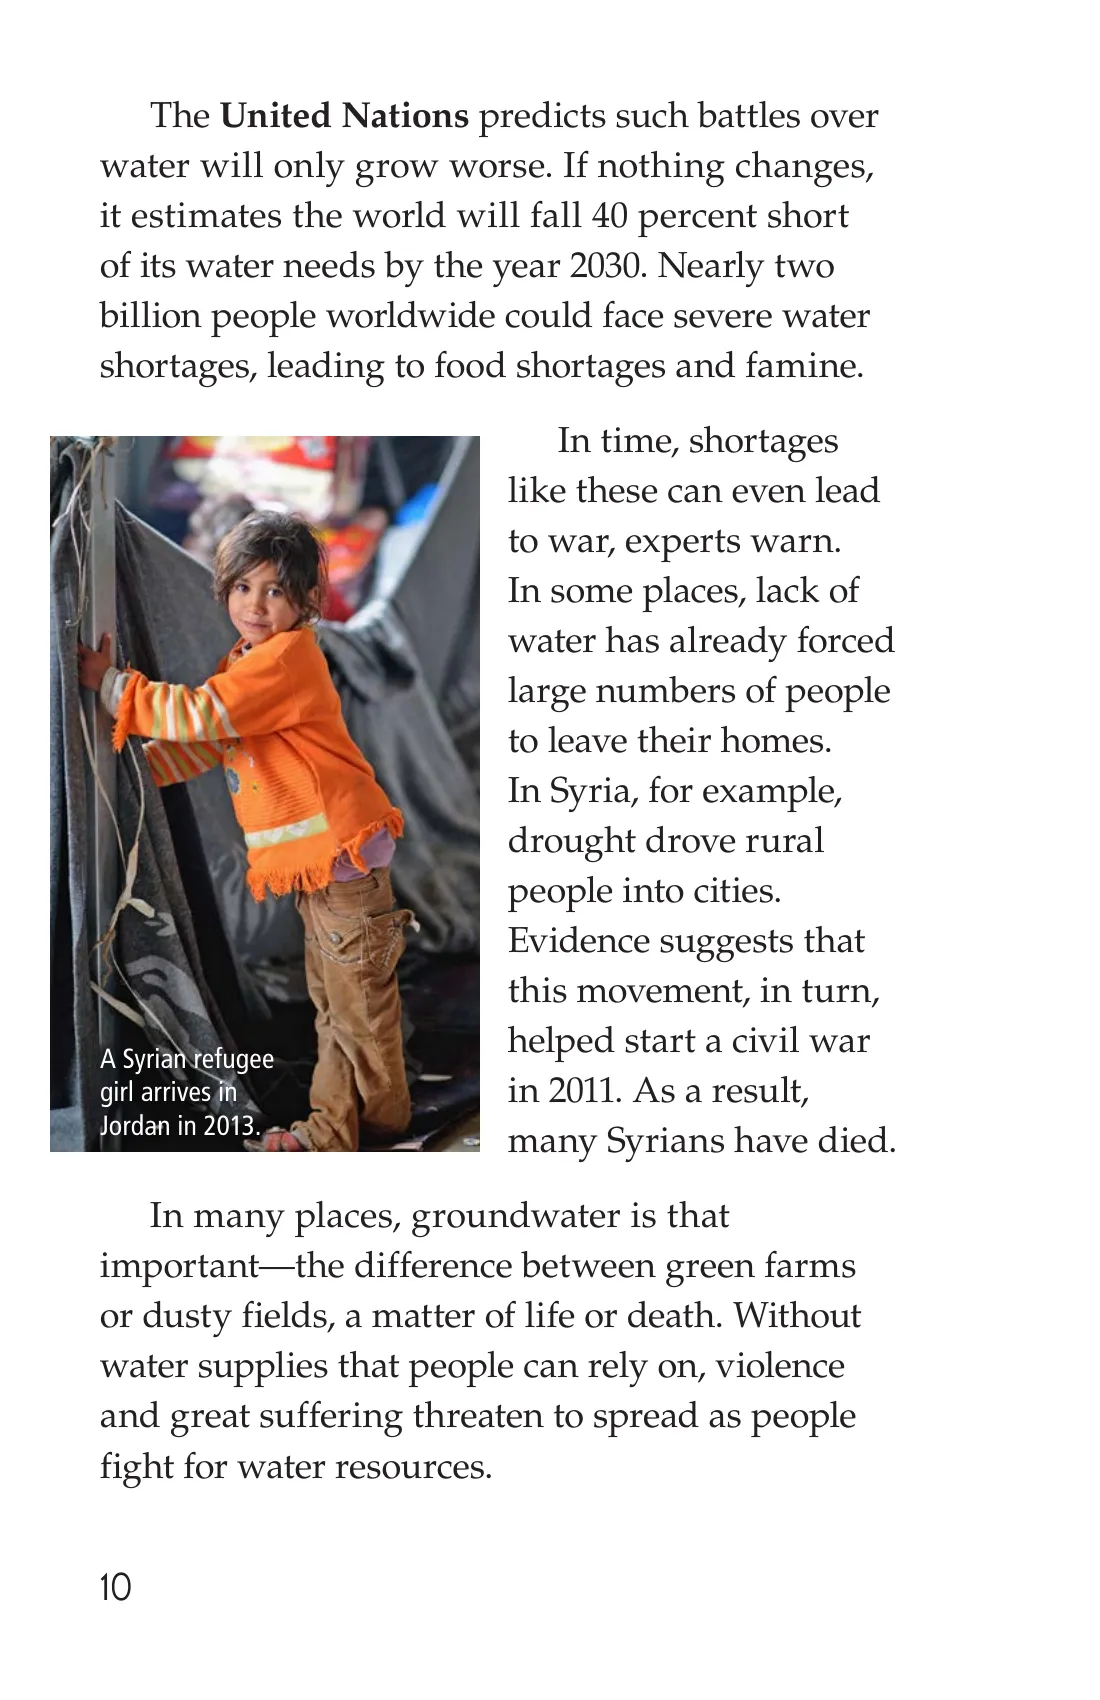 The United Nations predicts such battles over
water will only grow worse. If nothing changes,
it estimates the world will fall 40 percent short
of its water needs by the year 2030. Nearly two
billion people worldwide could face severe water
shortages, leading to food shortages and famine.
In time, shortages
like these can even lead
to war, experts warn.
In some places, lack of
water has already forced
large numbers of people
to leave their homes.
In Syria, for example,
drought drove rural
people into cities.
Evidence suggests that
this movement, in turn,
helped start a civil war
in 2011. As a result,
many Syrians have died.
A Syrian refugee
girl arrives in
Jordan in 2013.
In many places, groundwater is that
important—the difference between green farms
or dusty fields, a matter of life or death. Without
water supplies that people can rely on, violence
and great suffering threaten to spread as people
fight for water resources.
10